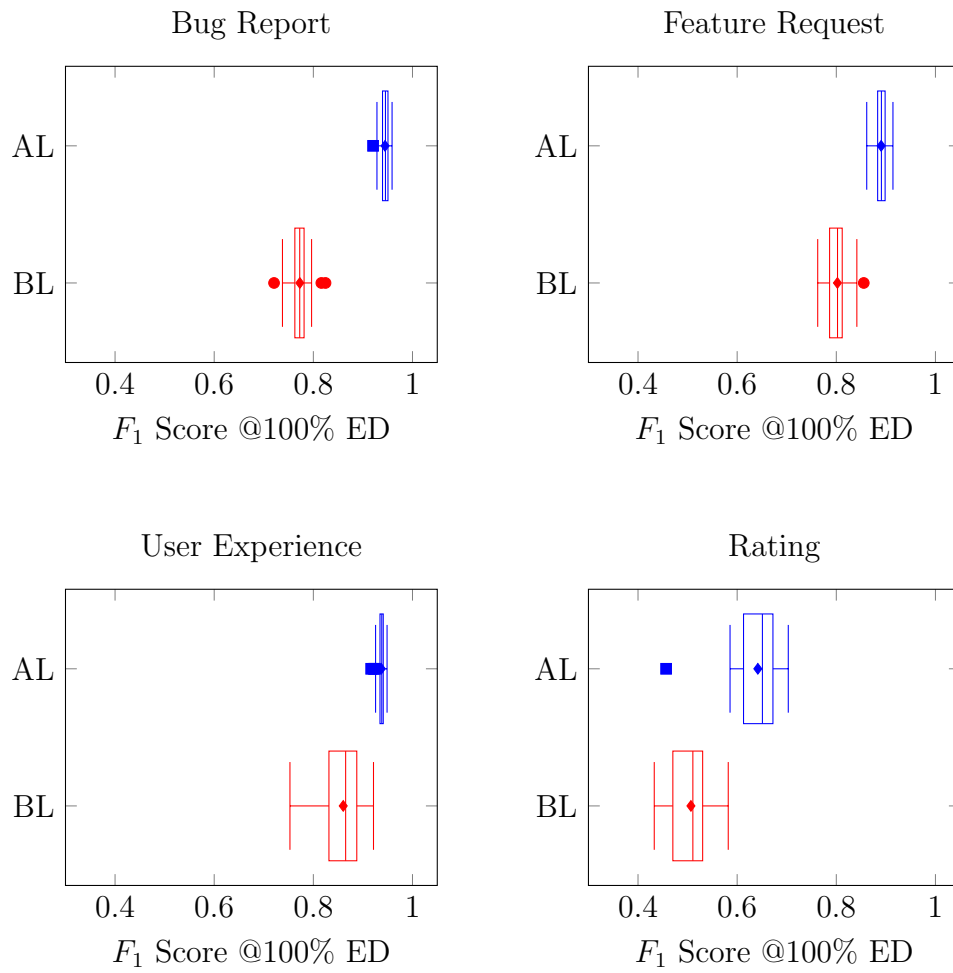 Bug Report
AL
BL
0.4 0.6 0.8 1
F₁ Score @100% ED
Feature Request
AL
BL
0.4 0.6 0.8 1
F₁ Score @100% ED
User Experience
AL
BL
0.4 0.6 0.8 1
F₁ Score @100% ED
Rating
AL
BL
0.4 0.6 0.8 1
F₁ Score @100% ED